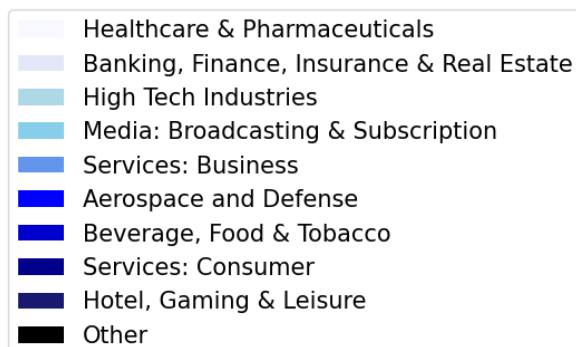 Healthcare & Pharmaceuticals
Banking, Finance, Insurance & Real Estate
High Tech Industries
Media: Broadcasting & Subscription
Services: Business
Aerospace and Defense
Beverage, Food & Tobacco
Services: Consumer
Hotel, Gaming & Leisure
Other